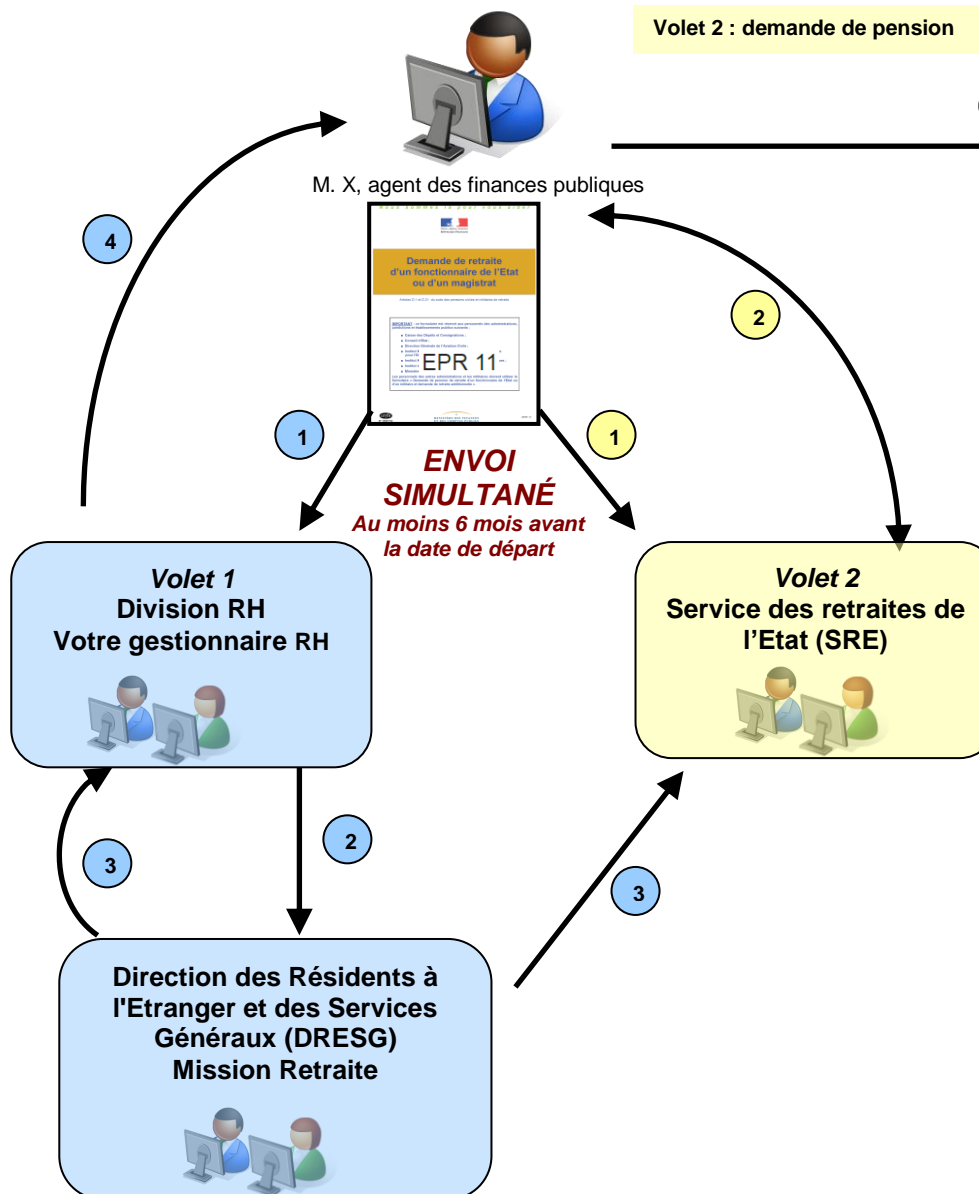 Volet 2 : demande de pension
M. X, agent des finances publiques
Demande de retraite
d'un fonctionnaire de l'Etat
ou d'un magistrat
EPR 11
4
2
1
1
ENVOI
SIMULTANÉ
Au moins 6 mois avant
la date de départ
Volet 1
Division RH
Votre gestionnaire RH
Volet 2
Service des retraites de
l'Etat (SRE)
3
2
3
Direction des Résidents à
l'Etranger et des Services
Généraux (DRESG)
Mission Retraite